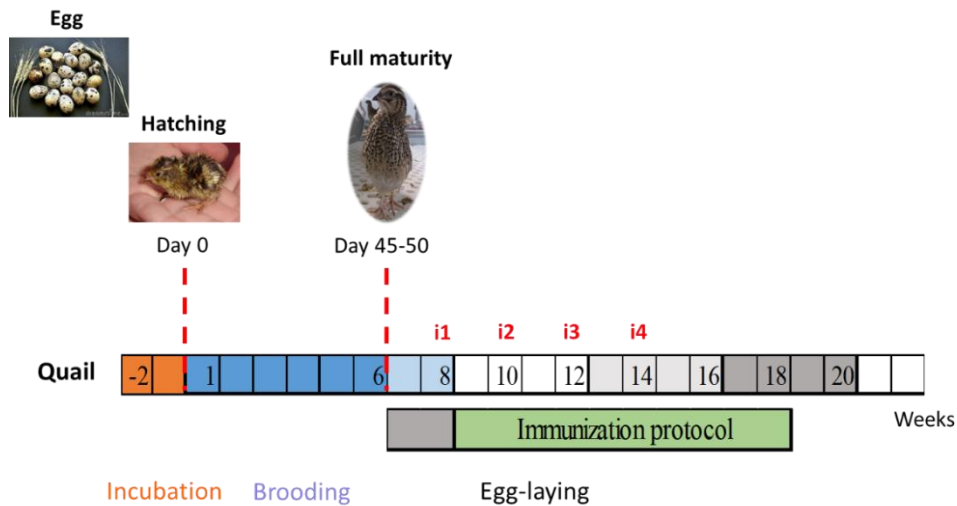 Egg
Hatching
Full maturity
Day 0
Day 45-50
i1 i2 i3 i4
Quail -2 1 6 8 10 12 14 16 18 20
Weeks
Immunization protocol
Incubation Brooding Egg-laying